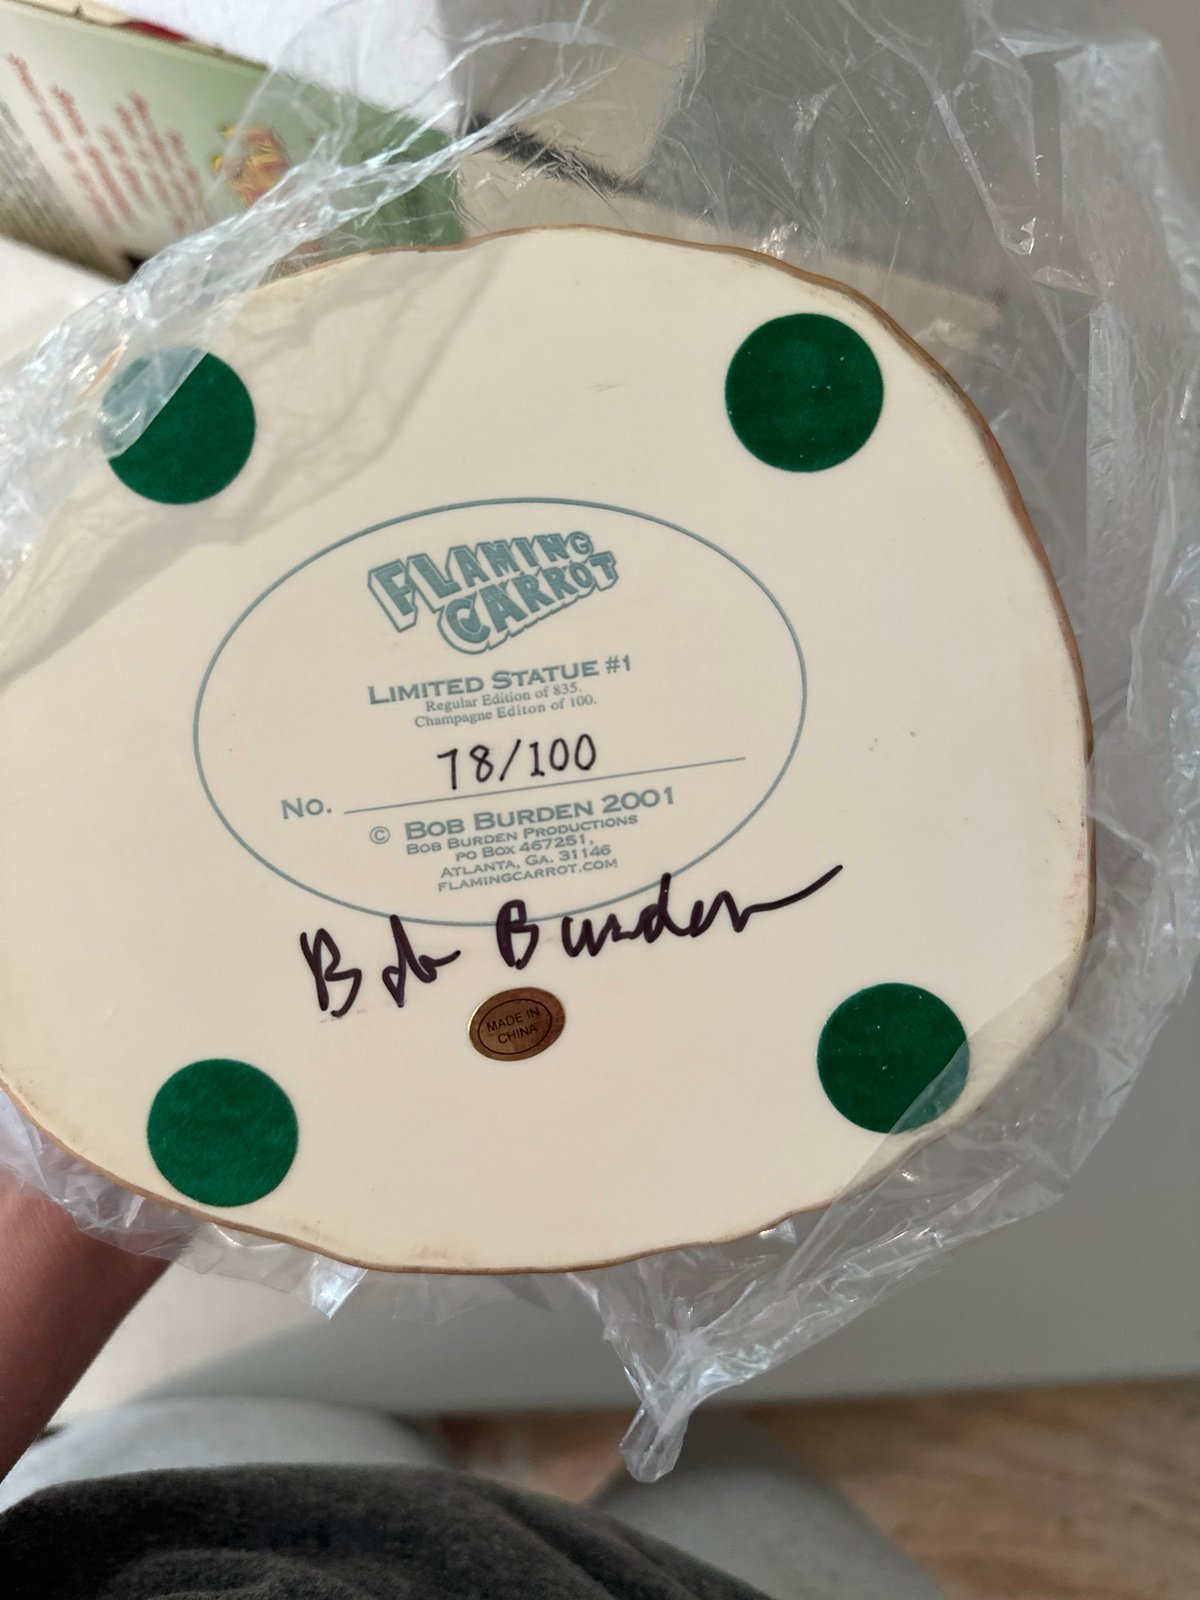 FLAMING
CARROT
LIMITED STATUE #1
Regular Edition of 835.
Champagne Editon of 100.
No. 78/100
© BOB BURDEN 2001
BOB BURDEN PRODUCTIONS
PO BOX 467251,
ATLANTA, GA. 31146
FLAMINGCARROT.COM
Bob Burden
MADE IN
CHINA